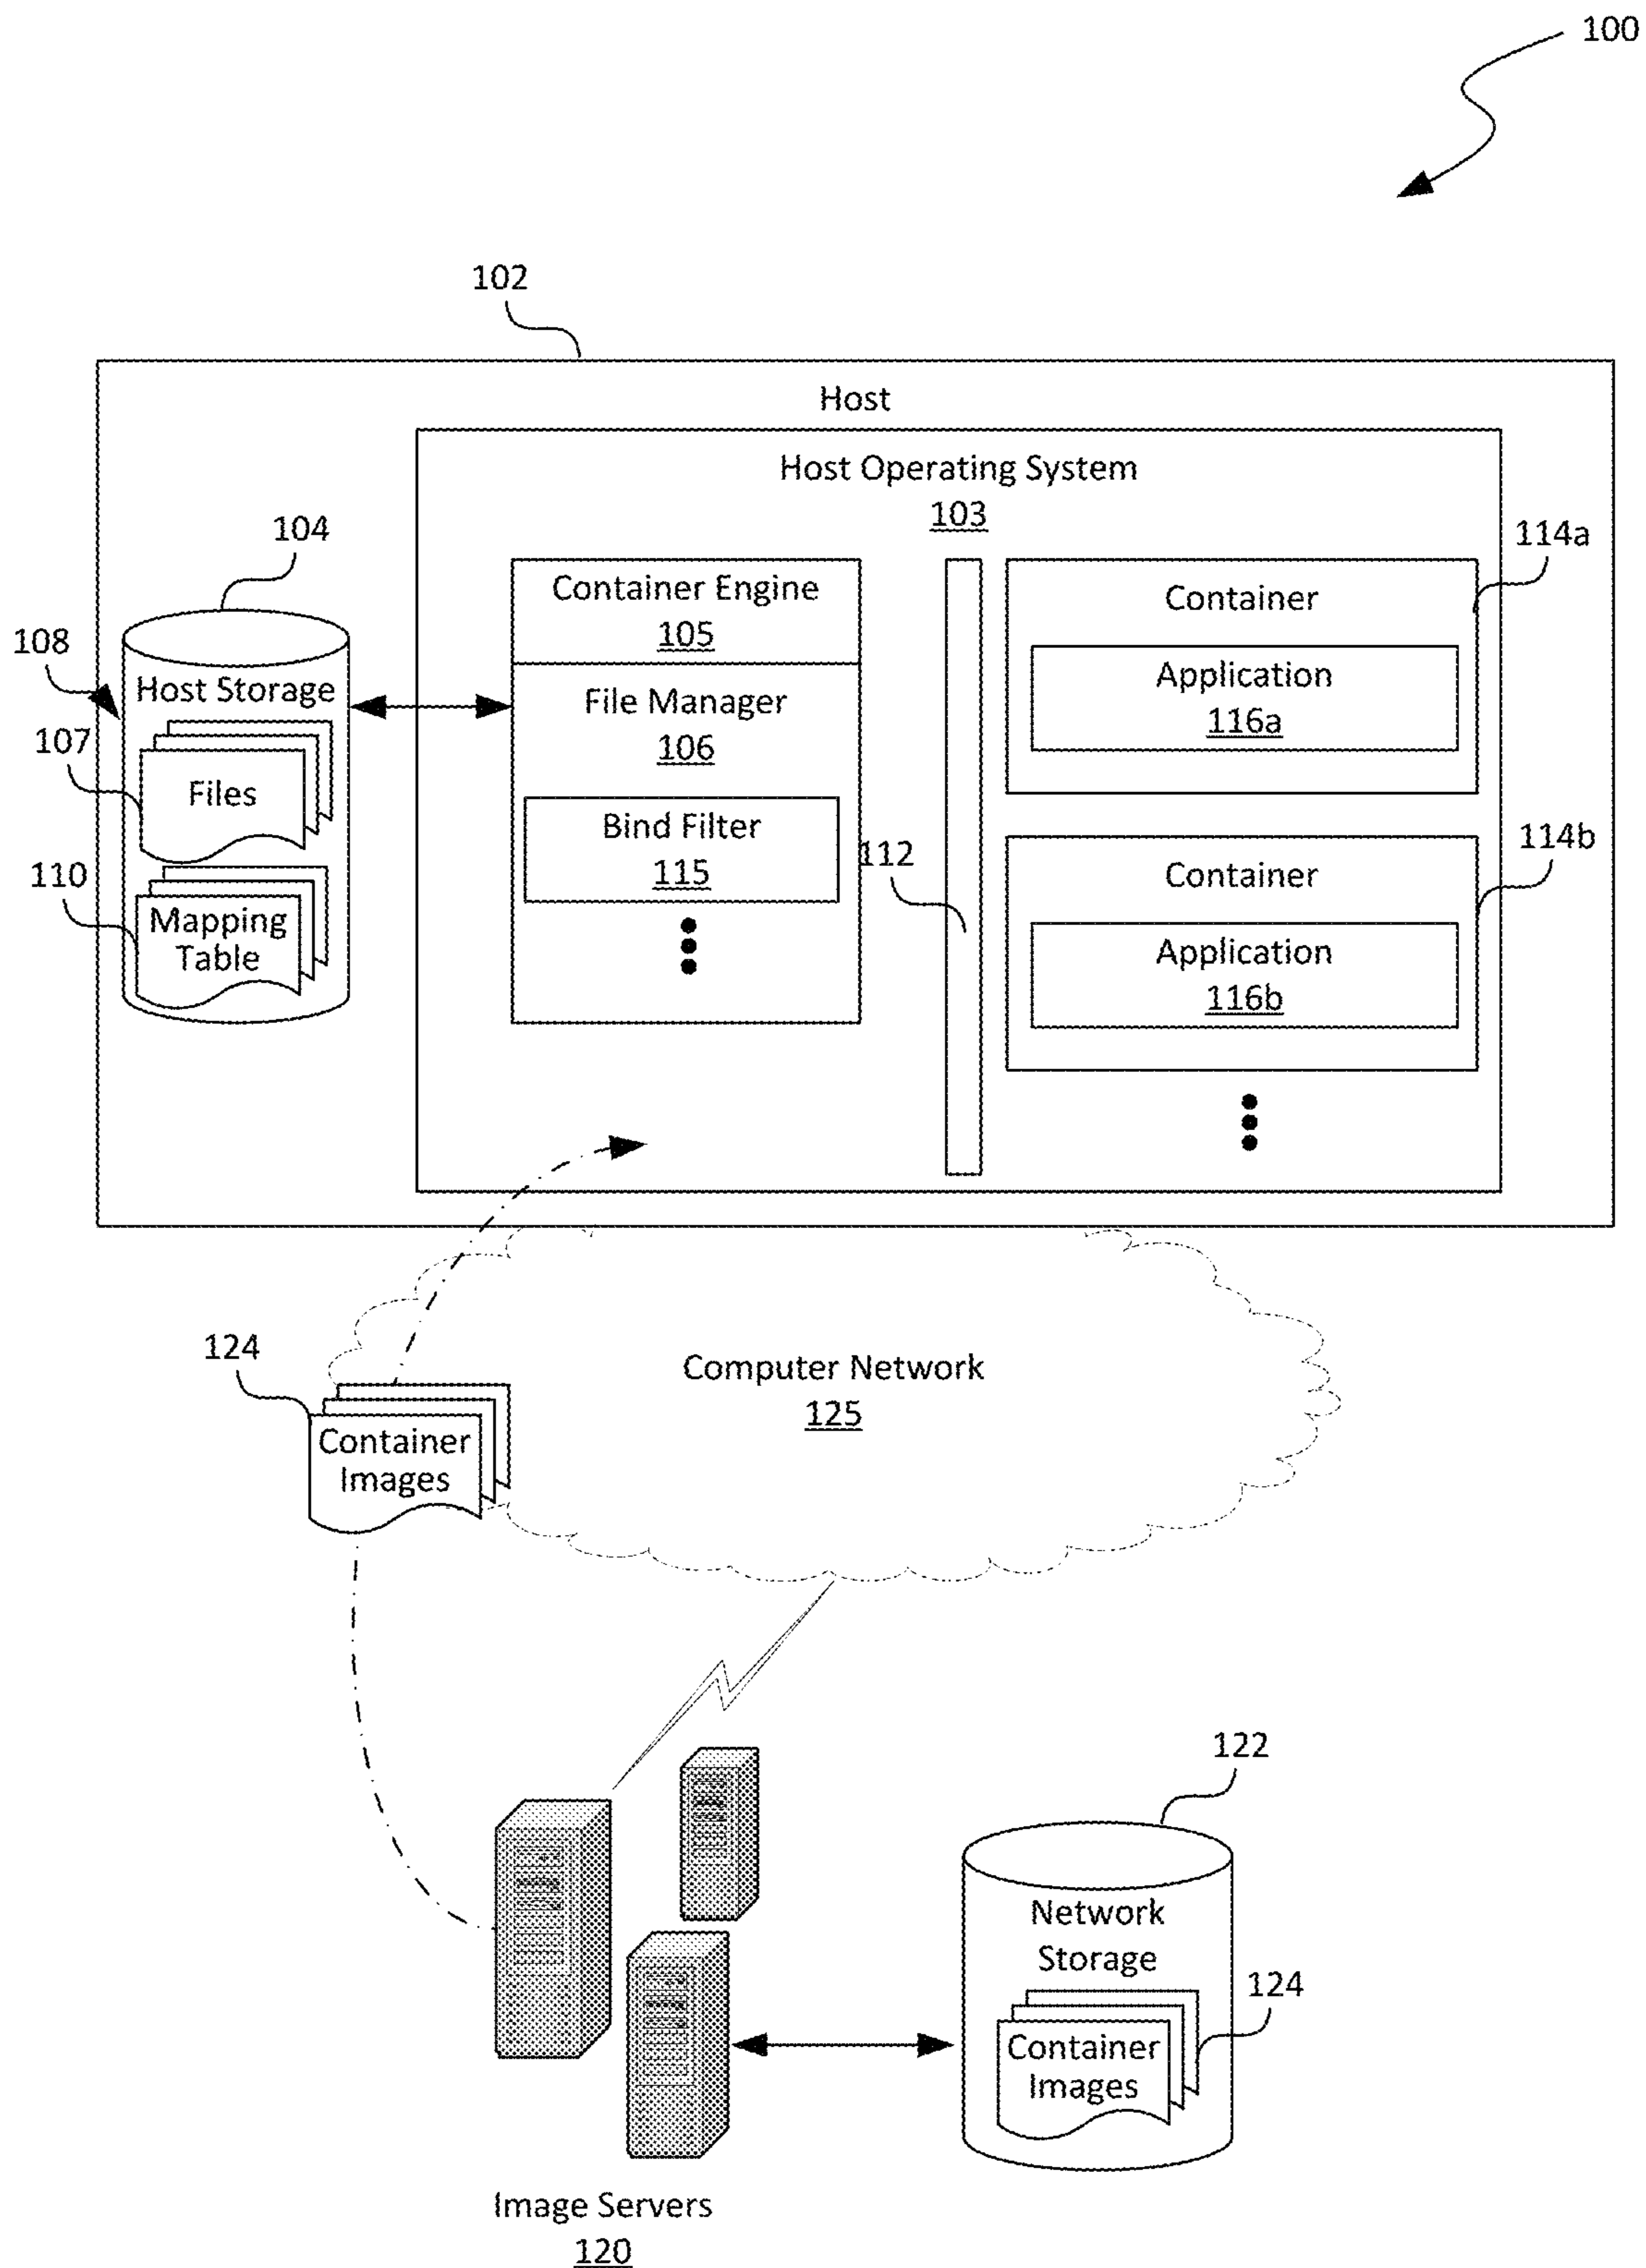 100
102
Host
Host Operating System
103
104
114a
Container Engine
105
Container
108
Host Storage
Application
116a
File Manager
106
107
Files
Bind Filter
115
112
114b
Container
110
Mapping
Table
Application
116b
124
Computer Network
125
Container
Images
122
Network
Storage
124
Container
Images
Image Servers
120